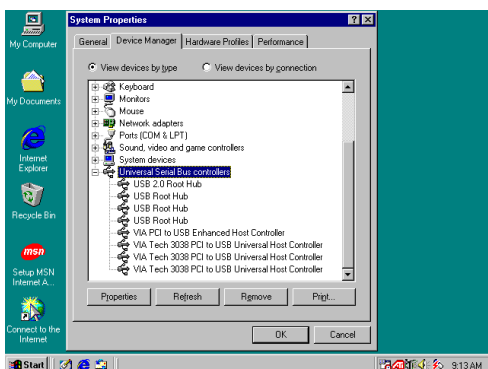 System Properties
General
Device Manager
Hardware Profiles
Performance
View devices by type
View devices by connection
Keyboard
Monitors
Mouse
Network adapters
Ports (COM & LPT)
Sound, video and game controllers
System devices
Universal Serial Bus controllers
USB 2.0 Root Hub
USB Root Hub
USB Root Hub
USB Root Hub
VIA PCI to USB Enhanced Host Controller
VIA Tech 3038 PCI to USB Universal Host Controller
VIA Tech 3038 PCI to USB Universal Host Controller
VIA Tech 3038 PCI to USB Universal Host Controller
Properties
Refresh
Remove
Print...
OK
Cancel
My Computer
My Documents
Internet
Explorer
Recycle Bin
msn
Setup MSN
Internet A...
Connect to the
Internet
Start
9:13 AM